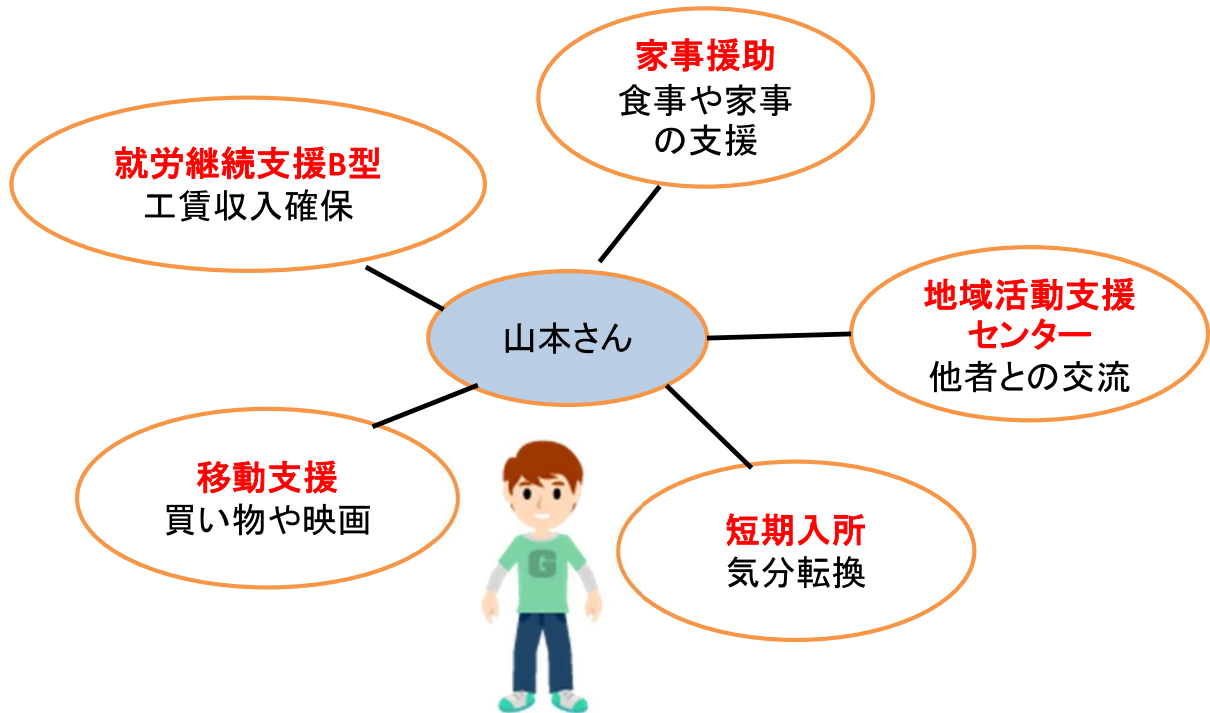 家事援助
食事や家事
の支援
就労継続支援B型
工賃収入確保
地域活動支援
センター
他者との交流
山本さん
移動支援
買い物や映画
短期入所
気分転換
G